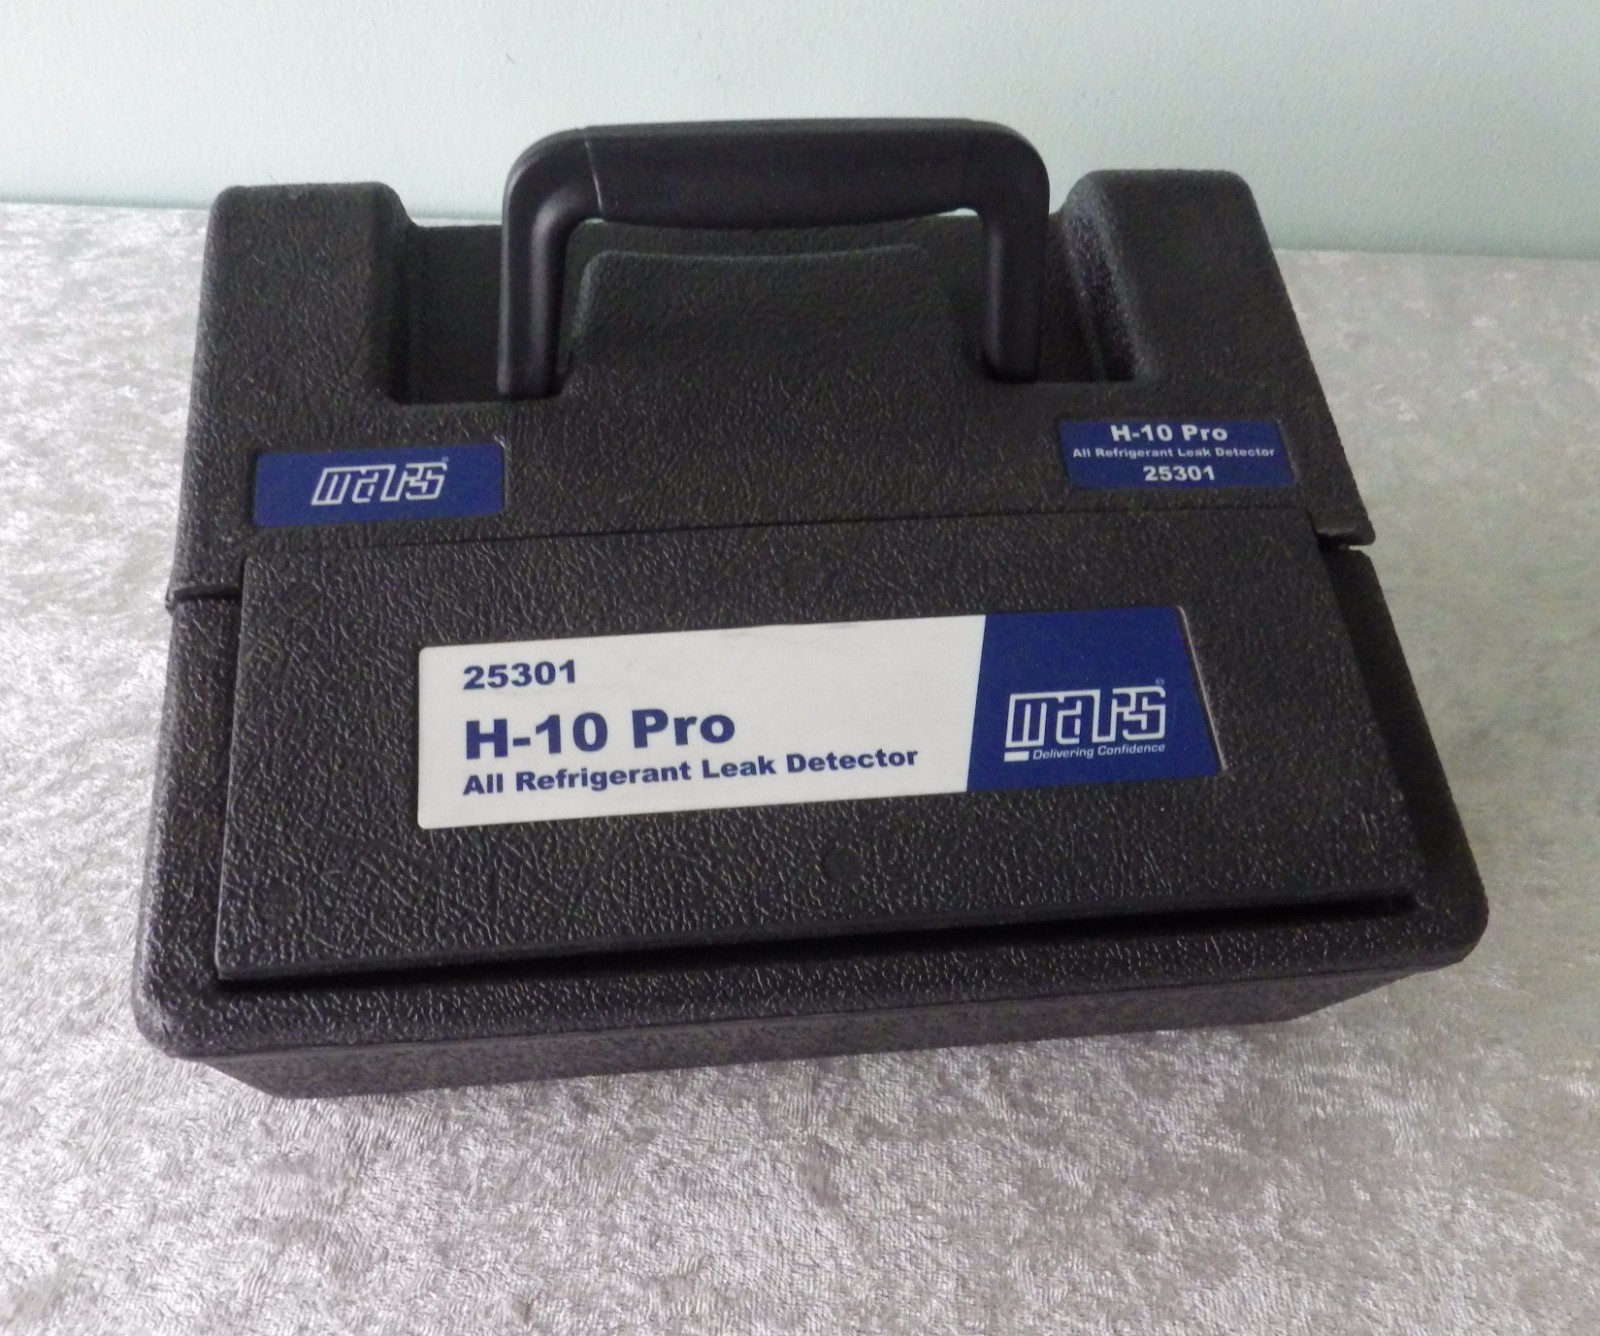 mars®
H-10 Pro
All Refrigerant Leak Detector
25301
25301
H-10 Pro
All Refrigerant Leak Detector
mars®
Delivering Confidence